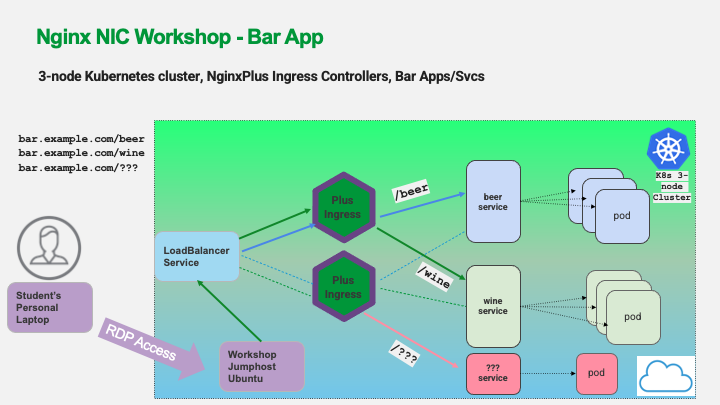 Nginx NIC Workshop - Bar App
3-node Kubernetes cluster, NginxPlus Ingress Controllers, Bar Apps/Svcs
bar.example.com/beer
bar.example.com/wine
bar.example.com/???
K8s 3-
node
Cluster
Plus
Ingress
/beer
beer
service
pod
LoadBalancer
Service
Plus
Ingress
/wine
wine
service
pod
Student's
Personal
Laptop
RDP Access
Workshop
Jumphost
Ubuntu
/???
???
service
pod